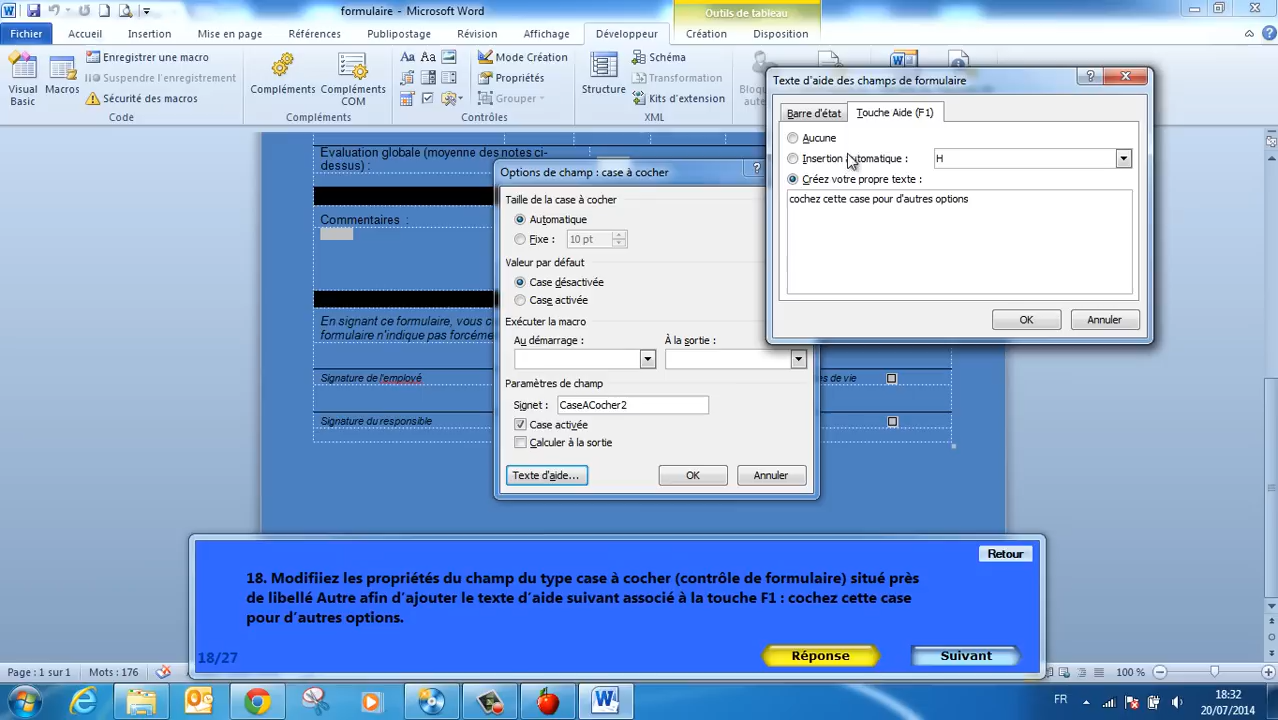 formulaire - Microsoft Word
Outils de tableau
Fichier Accueil Insertion Mise en page Références Publipostage Révision Affichage Développeur Création Disposition
Visual Basic
Macros
Enregistrer une macro
Suspendre l'enregistrement
Sécurité des macros
Code
Compléments
Compléments COM
Compléments
Aa Aa
Mode Création
Propriétés
Grouper
Contrôles
Structure
Schéma
Transformation
Kits d'extension
XML
Evaluation globale (moyenne des notes ci-
dessus) :
Commentaires :
En signant ce formulaire, vous c
formulaire n'indique pas forcéme
Signature de l'employé
es de vie
Signature du responsible
Options de champ : case à cocher
Taille de la case à cocher
Automatique
Fixe : 10 pt
Valeur par défaut
Case désactivée
Case activée
Exécuter la macro
Au démarrage : À la sortie :
Paramètres de champ
Signet : CaseACocher2
Case activée
Calculer à la sortie
Texte d'aide... OK Annuler
Texte d'aide des champs de formulaire
Barre d'état Touche Aide (F1)
Aucune
Insertion automatique : H
Créez votre propre texte :
cochez cette case pour d'autres options
OK Annuler
Retour
18. Modifiiez les propriétés du champ du type case à cocher (contrôle de formulaire) situé près
de libellé Autre afin d'ajouter le texte d'aide suivant associé à la touche F1 : cochez cette case
pour d'autres options.
18/27
Réponse Suivant
Page : 1 sur 1 Mots : 176 100 %
FR 18:32
20/07/2014